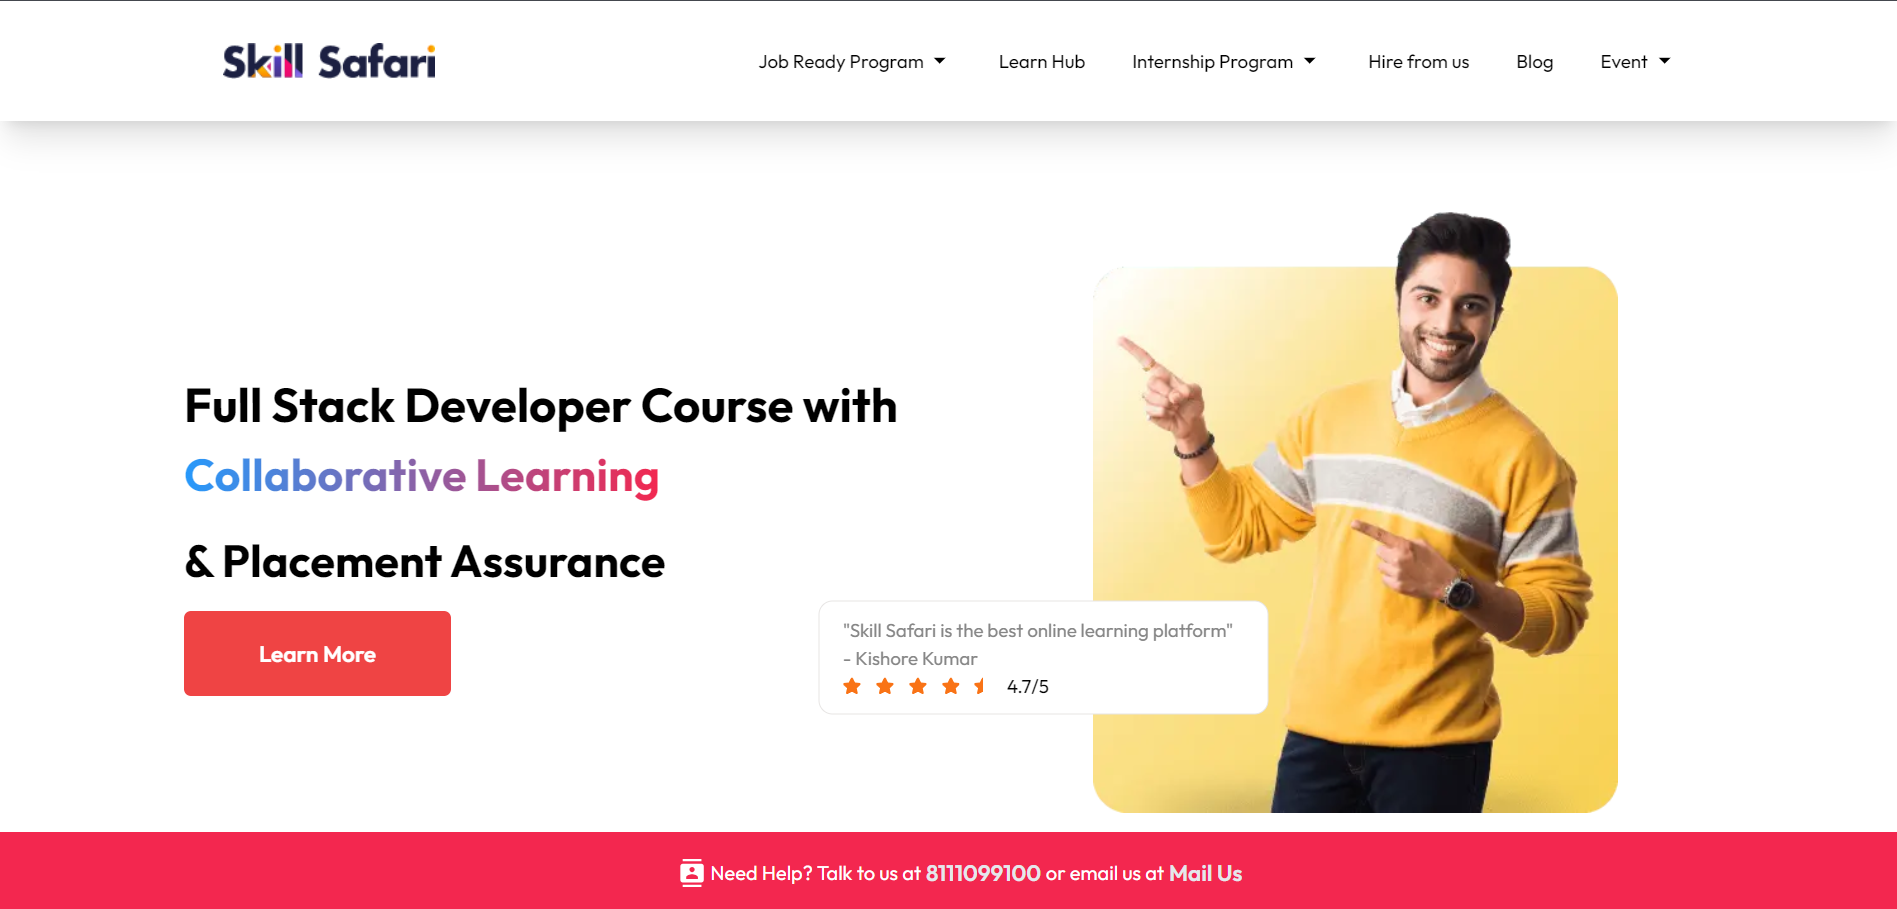 Skill Safari
Job Ready Program
Learn Hub
Internship Program
Hire from us
Blog
Event
Full Stack Developer Course with
Collaborative Learning
& Placement Assurance
Learn More
"Skill Safari is the best online learning platform"
- Kishore Kumar
4.7/5
Need Help? Talk to us at 8111099100 or email us at Mail Us